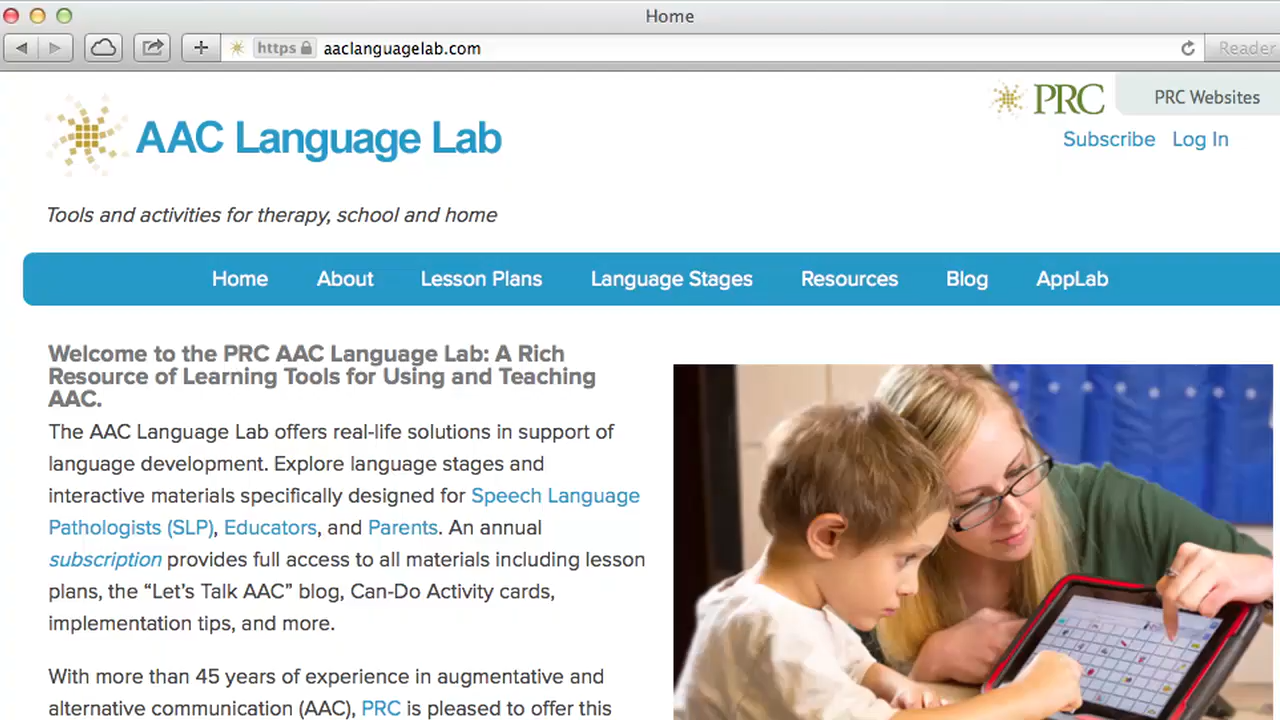 Home
https aaclanguagelab.com
Reader
PRC PRC Websites
AAC Language Lab
Subscribe Log In
Tools and activities for therapy, school and home
Home About Lesson Plans Language Stages Resources Blog AppLab
Welcome to the PRC AAC Language Lab: A Rich
Resource of Learning Tools for Using and Teaching
AAC.
The AAC Language Lab offers real-life solutions in support of
language development. Explore language stages and
interactive materials specifically designed for Speech Language
Pathologists (SLP), Educators, and Parents. An annual
subscription provides full access to all materials including lesson
plans, the “Let’s Talk AAC” blog, Can-Do Activity cards,
implementation tips, and more.
With more than 45 years of experience in augmentative and
alternative communication (AAC), PRC is pleased to offer this